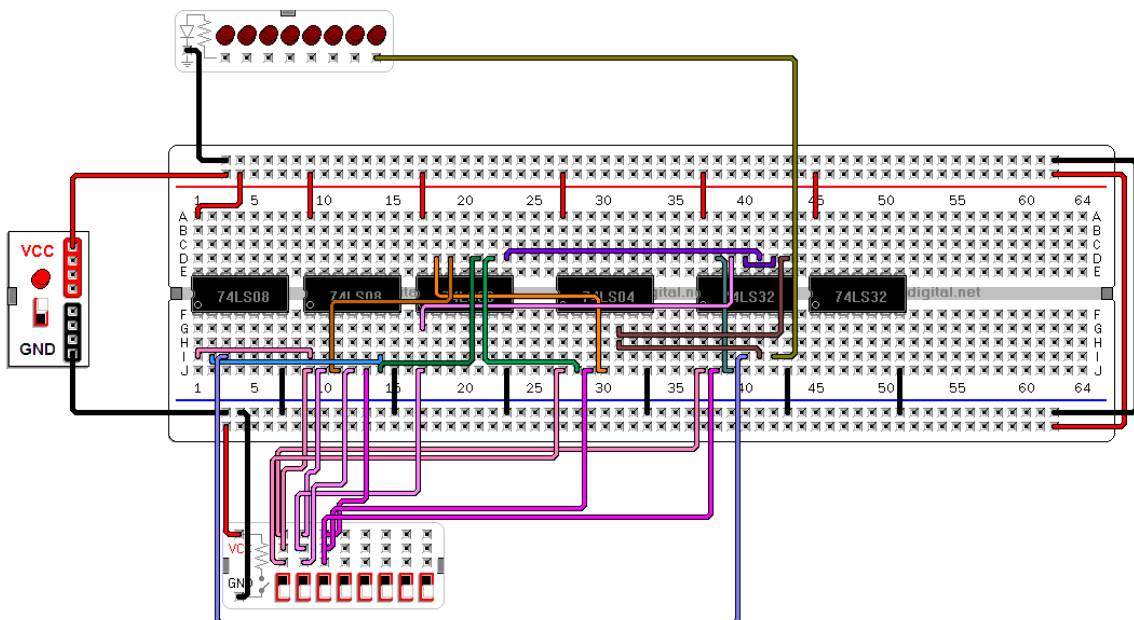 1 5 10 15 20 25 30 35 40 45 50 55 60 64
A A
B B
C C
D D
E E
VCC
74LS08 74LS08 74LS04 74LS32 74LS32 digital.net
F F
G G
H H
I I
J J
GND
1 5 10 15 20 25 30 35 40 45 50 55 60 64
VCC
GND